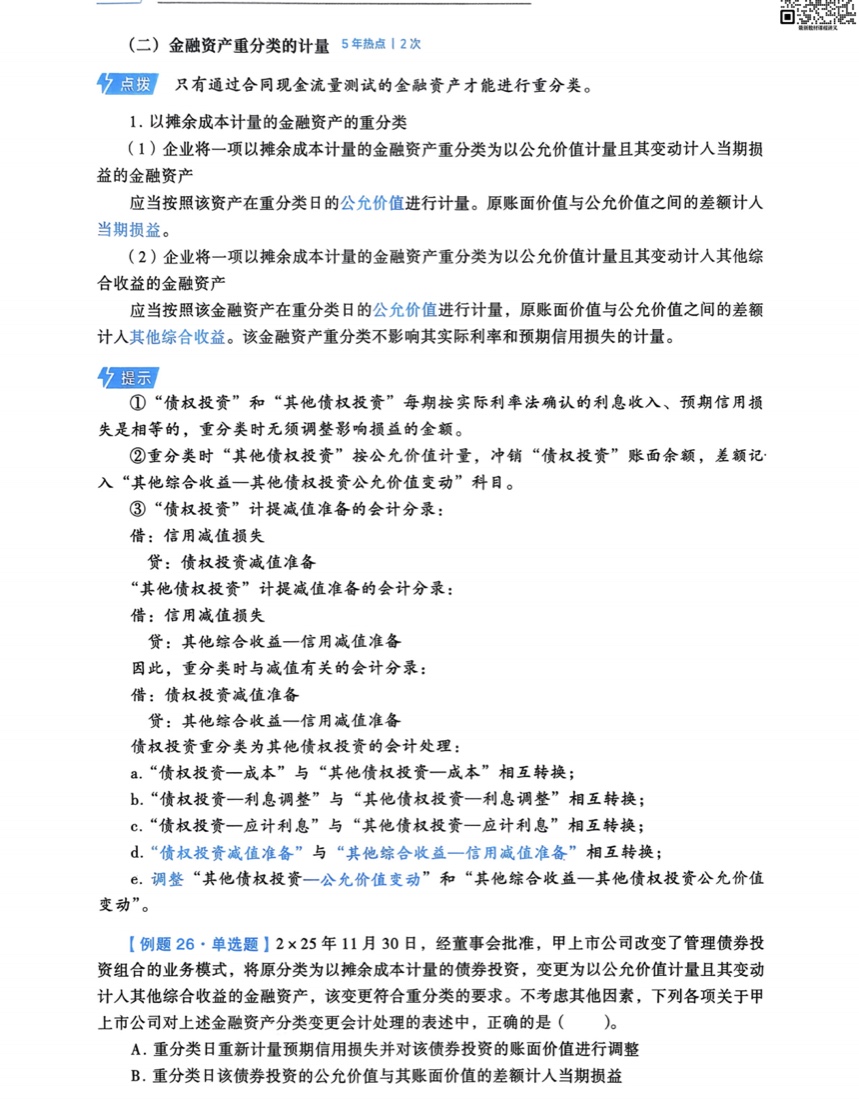 （二）金融资产重分类的计量 5年热点 | 2次
点拨 只有通过合同现金流量测试的金融资产才能进行重分类。
1. 以摊余成本计量的金融资产的重分类
（1）企业将一项以摊余成本计量的金融资产重分类为以公允价值计量且其变动计人当期损
益的金融资产
应当按照该资产在重分类日的公允价值进行计量。原账面价值与公允价值之间的差额计人
当期损益。
（2）企业将一项以摊余成本计量的金融资产重分类为以公允价值计量且其变动计人其他综
合收益的金融资产
应当按照该金融资产在重分类日的公允价值进行计量，原账面价值与公允价值之间的差额
计人其他综合收益。该金融资产重分类不影响其实际利率和预期信用损失的计量。
提示
①“债权投资”和“其他债权投资”每期按实际利率法确认的利息收入、预期信用损
失是相等的，重分类时无须调整影响损益的金额。
②重分类时“其他债权投资”按公允价值计量，冲销“债权投资”账面余额，差额记
入“其他综合收益—其他债权投资公允价值变动”科目。
③“债权投资”计提减值准备的会计分录：
借：信用减值损失
贷：债权投资减值准备
“其他债权投资”计提减值准备的会计分录：
借：信用减值损失
贷：其他综合收益—信用减值准备
因此，重分类时与减值有关的会计分录：
借：债权投资减值准备
贷：其他综合收益—信用减值准备
债权投资重分类为其他债权投资的会计处理：
a.“债权投资—成本”与“其他债权投资—成本”相互转换；
b.“债权投资—利息调整”与“其他债权投资—利息调整”相互转换；
c.“债权投资—应计利息”与“其他债权投资—应计利息”相互转换；
d.“债权投资减值准备”与“其他综合收益—信用减值准备”相互转换；
e. 调整“其他债权投资—公允价值变动”和“其他综合收益—其他债权投资公允价值
变动”。
【例题 26·单选题】2×25 年 11 月 30 日，经董事会批准，甲上市公司改变了管理债券投
资组合的业务模式，将原分类为以摊余成本计量的债券投资，变更为以公允价值计量且其变动
计人其他综合收益的金融资产，该变更符合重分类的要求。不考虑其他因素，下列各项关于甲
上市公司对上述金融资产分类变更会计处理的表述中，正确的是（　　）。
A. 重分类日重新计量预期信用损失并对该债券投资的账面价值进行调整
B. 重分类日该债券投资的公允价值与其账面价值的差额计人当期损益